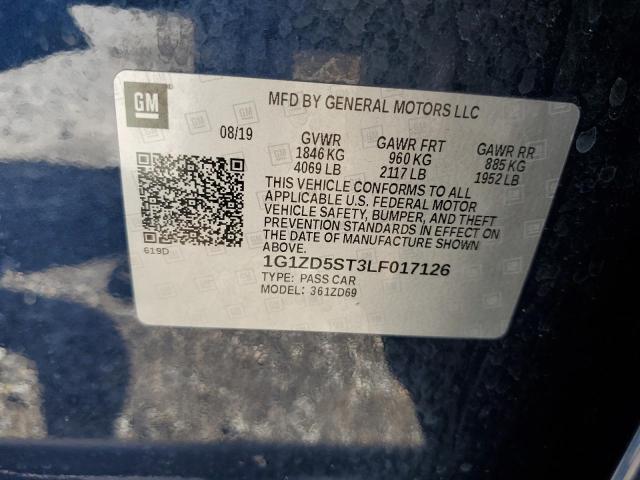 GM
MFD BY GENERAL MOTORS LLC
08/19
GVWR GAWR FRT GAWR RR
1846 KG 960 KG 885 KG
4069 LB 2117 LB 1952 LB
THIS VEHICLE CONFORMS TO ALL
APPLICABLE U.S. FEDERAL MOTOR
VEHICLE SAFETY, BUMPER, AND THEFT
PREVENTION STANDARDS IN EFFECT ON
THE DATE OF MANUFACTURE SHOWN
ABOVE.
619D
1G1ZD5ST3LF017126
TYPE: PASS CAR
MODEL: 361ZD69